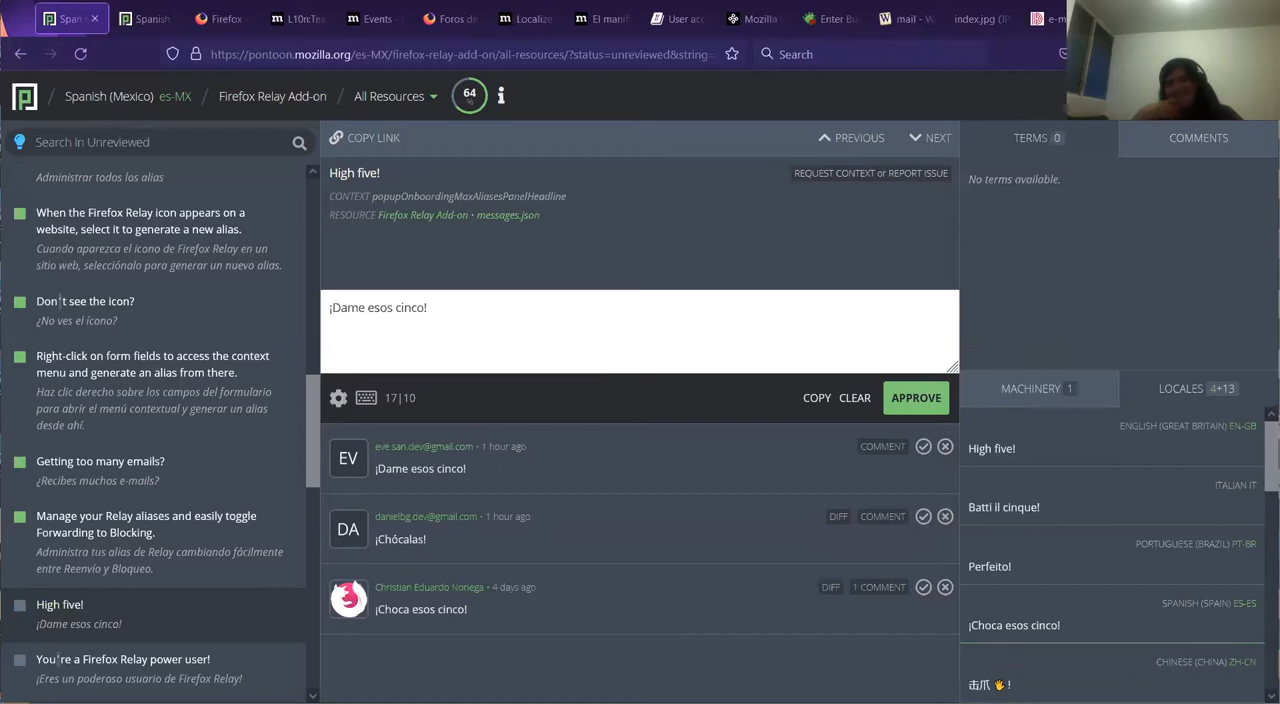 Span
Spanish
Firefox
L10n:Tea
Events -
Foros de
Localize
El manif
User acc
Mozilla
Enter Bu
mail - W
index.jpg (JP
e-m
https://pontoon.mozilla.org/es-MX/firefox-relay-add-on/all-resources/?status=unreviewed&string=
Search
Spanish (Mexico) es-MX
Firefox Relay Add-on
All Resources
64
%
Search in Unreviewed
Administrar todos los alias
When the Firefox Relay icon appears on a
website, select it to generate a new alias.
Cuando aparezca el icono de Firefox Relay en un
sitio web, selecciónalo para generar un nuevo alias.
Don't see the icon?
¿No ves el ícono?
Right-click on form fields to access the context
menu and generate an alias from there.
Haz clic derecho sobre los campos del formulario
para abrir el menú contextual y generar un alias
desde ahí.
Getting too many emails?
¿Recibes muchos e-mails?
Manage your Relay aliases and easily toggle
Forwarding to Blocking.
Administra tus alias de Relay cambiando fácilmente
entre Reenvío y Bloqueo.
High five!
¡Dame esos cinco!
You're a Firefox Relay power user!
¡Eres un poderoso usuario de Firefox Relay!
COPY LINK
PREVIOUS
NEXT
High five!
REQUEST CONTEXT or REPORT ISSUE
CONTEXT popupOnboardingMaxAliasesPanelHeadline
RESOURCE Firefox Relay Add-on • messages.json
¡Dame esos cinco!
17|10
COPY
CLEAR
APPROVE
EV
eve.san.dev@gmail.com • 1 hour ago
COMMENT
¡Dame esos cinco!
DA
danielbg.dev@gmail.com • 1 hour ago
DIFF
COMMENT
¡Chócalas!
Christian Eduardo Noriega • 4 days ago
DIFF
1 COMMENT
¡Choca esos cinco!
TERMS 0
COMMENTS
No terms available.
MACHINERY 1
LOCALES 4+13
ENGLISH (GREAT BRITAIN) EN-GB
High five!
ITALIAN IT
Batti il cinque!
PORTUGUESE (BRAZIL) PT-BR
Perfeito!
SPANISH (SPAIN) ES-ES
¡Choca esos cinco!
CHINESE (CHINA) ZH-CN
击爪 👋！